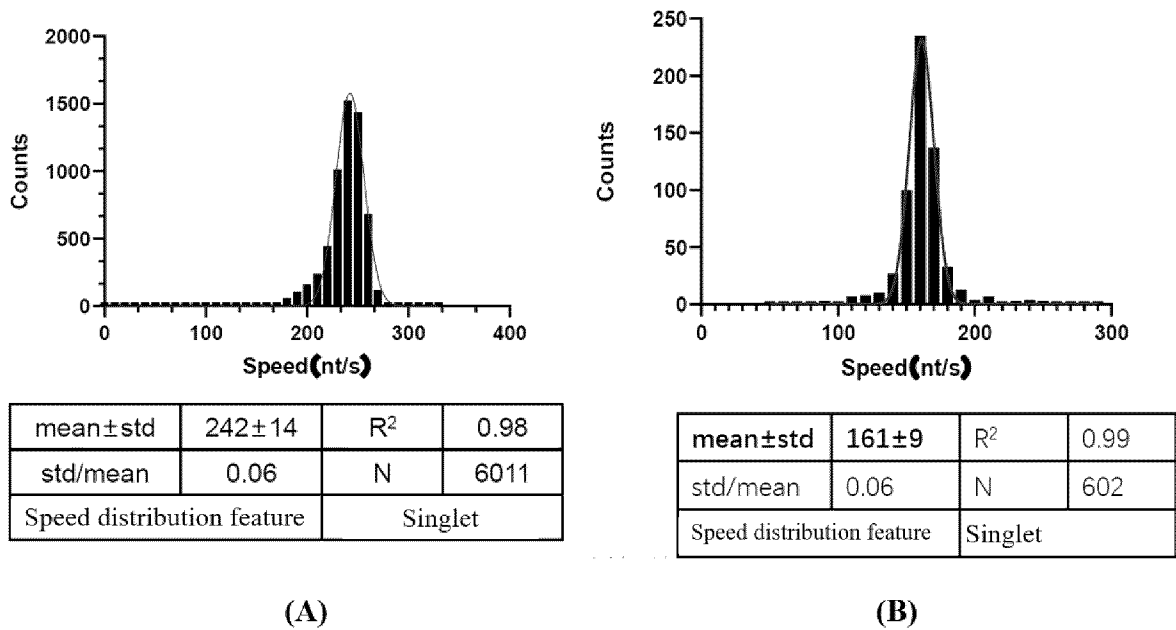 2000
1500
1000
500
0
Counts
0 100 200 300 400
Speed(nt/s)
mean±std 242±14 R² 0.98
std/mean 0.06 N 6011
Speed distribution feature Singlet
(A)
250
200
150
100
50
0
Counts
0 100 200 300
Speed(nt/s)
mean±std 161±9 R² 0.99
std/mean 0.06 N 602
Speed distribution feature Singlet
(B)